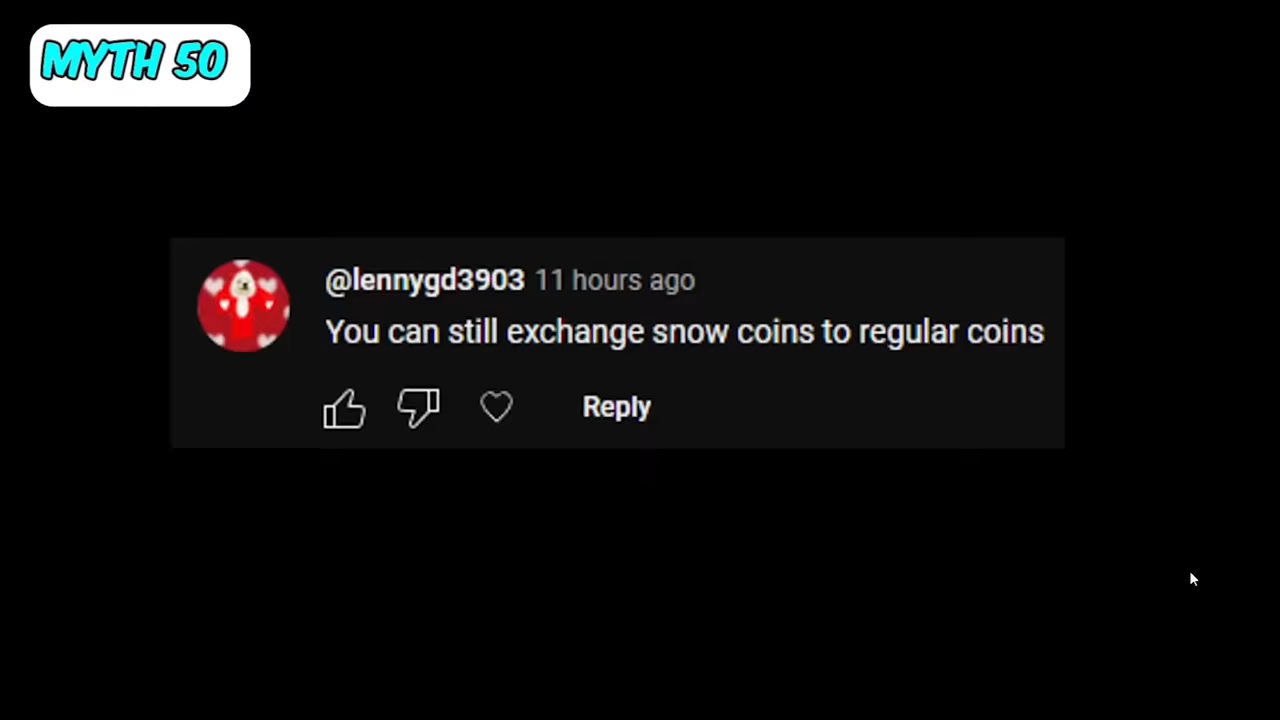 MYTH 50
@lennygd3903 11 hours ago
You can still exchange snow coins to regular coins
Reply